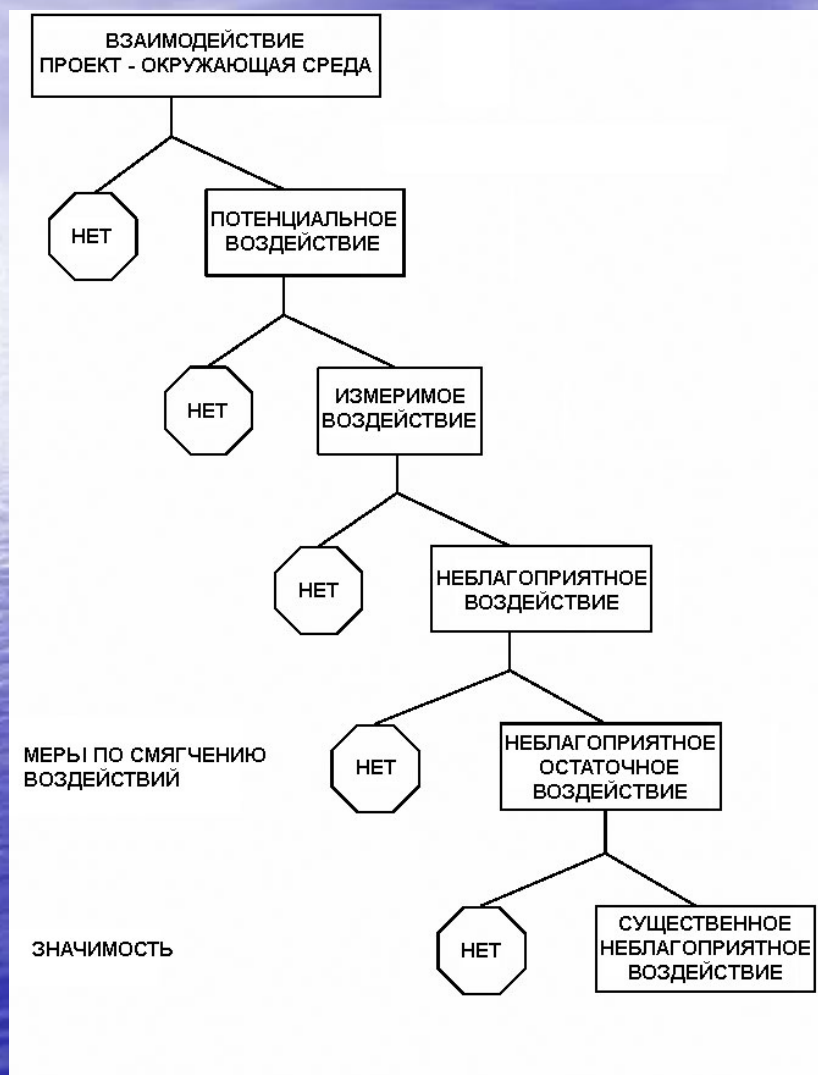 ВЗАИМОДЕЙСТВИЕ
ПРОЕКТ - ОКРУЖАЮЩАЯ СРЕДА
НЕТ
ПОТЕНЦИАЛЬНОЕ
ВОЗДЕЙСТВИЕ
НЕТ
ИЗМЕРИМОЕ
ВОЗДЕЙСТВИЕ
НЕТ
НЕБЛАГОПРИЯТНОЕ
ВОЗДЕЙСТВИЕ
МЕРЫ ПО СМЯГЧЕНИЮ
ВОЗДЕЙСТВИЙ
НЕТ
НЕБЛАГОПРИЯТНОЕ
ОСТАТОЧНОЕ
ВОЗДЕЙСТВИЕ
ЗНАЧИМОСТЬ
НЕТ
СУЩЕСТВЕННОЕ
НЕБЛАГОПРИЯТНОЕ
ВОЗДЕЙСТВИЕ